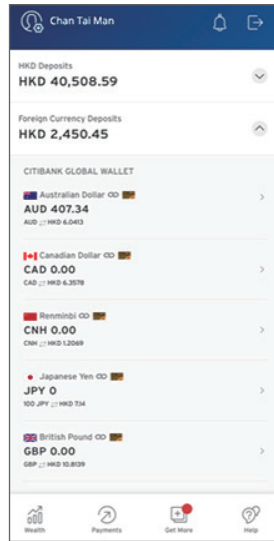 Chan Tai Man
HKD Deposits
HKD 40,508.59
Foreign Currency Deposits
HKD 2,450.45
CITIBANK GLOBAL WALLET
Australian Dollar
AUD 407.34
AUD ⇌ HKD 6.0413
Canadian Dollar
CAD 0.00
CAD ⇌ HKD 6.3578
Renminbi
CNH 0.00
CNH ⇌ HKD 1.2069
Japanese Yen
JPY 0
100 JPY ⇌ HKD 7.14
British Pound
GBP 0.00
GBP ⇌ HKD 10.8139
Wealth Payments Get More Help